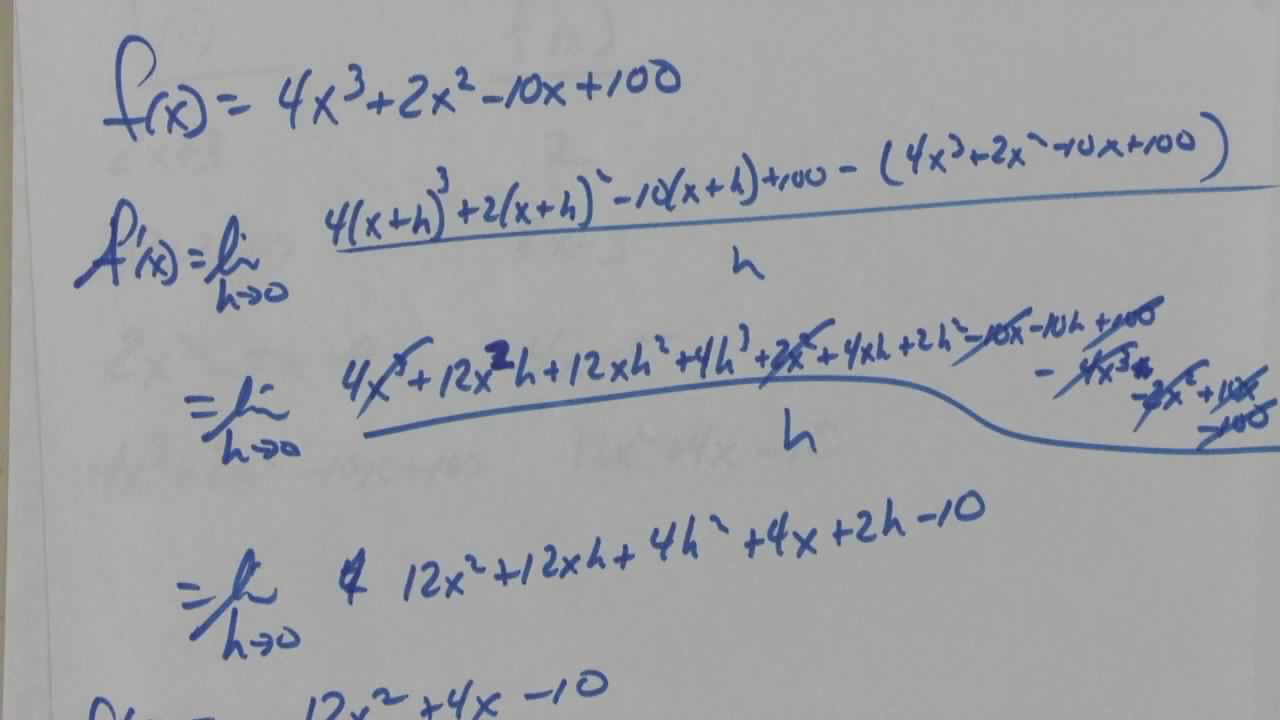 f(x) = 4x³+2x²-10x+100
f'(x) = lim h→0 4(x+h)³+2(x+h)²-10(x+h)+100 - (4x³+2x²-10x+100) / h
= lim h→0 4x³+12x²h+12xh²+4h³+2x²+4xh+2h²-10x-10h+100
- 4x³
-2x²+10x
-100
h
= lim h→0 12x²+12xh+4h²+4x+2h-10
= 12x²+4x-10